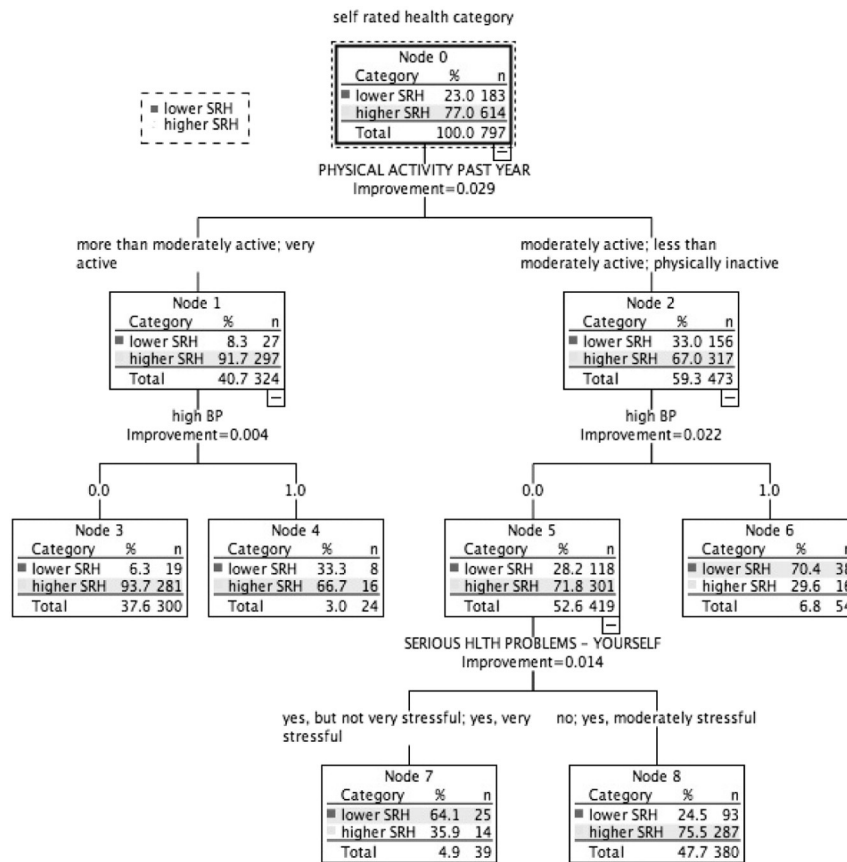 self rated health category
lower SRH
higher SRH
Node 0
Category % n
lower SRH 23.0 183
higher SRH 77.0 614
Total 100.0 797
PHYSICAL ACTIVITY PAST YEAR
Improvement=0.029
more than moderately active; very
active
moderately active; less than
moderately active; physically inactive
Node 1
Category % n
lower SRH 8.3 27
higher SRH 91.7 297
Total 40.7 324
Node 2
Category % n
lower SRH 33.0 156
higher SRH 67.0 317
Total 59.3 473
high BP
Improvement=0.004
high BP
Improvement=0.022
0.0
1.0
0.0
1.0
Node 3
Category % n
lower SRH 6.3 19
higher SRH 93.7 281
Total 37.6 300
Node 4
Category % n
lower SRH 33.3 8
higher SRH 66.7 16
Total 3.0 24
Node 5
Category % n
lower SRH 28.2 118
higher SRH 71.8 301
Total 52.6 419
Node 6
Category % n
lower SRH 70.4 38
higher SRH 29.6 16
Total 6.8 54
SERIOUS HLTH PROBLEMS - YOURSELF
Improvement=0.014
yes, but not very stressful; yes, very
stressful
no; yes, moderately stressful
Node 7
Category % n
lower SRH 64.1 25
higher SRH 35.9 14
Total 4.9 39
Node 8
Category % n
lower SRH 24.5 93
higher SRH 75.5 287
Total 47.7 380